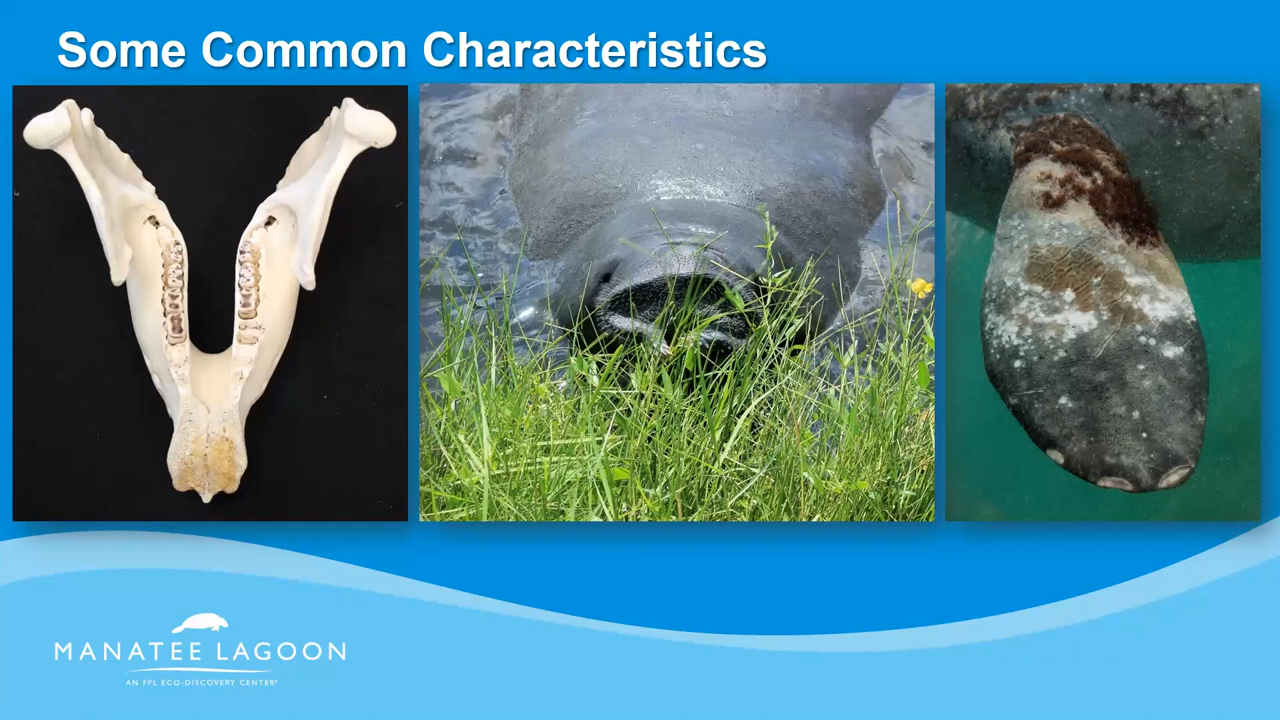 Some Common Characteristics
MANATEE LAGOON
AN FPL ECO-DISCOVERY CENTER®